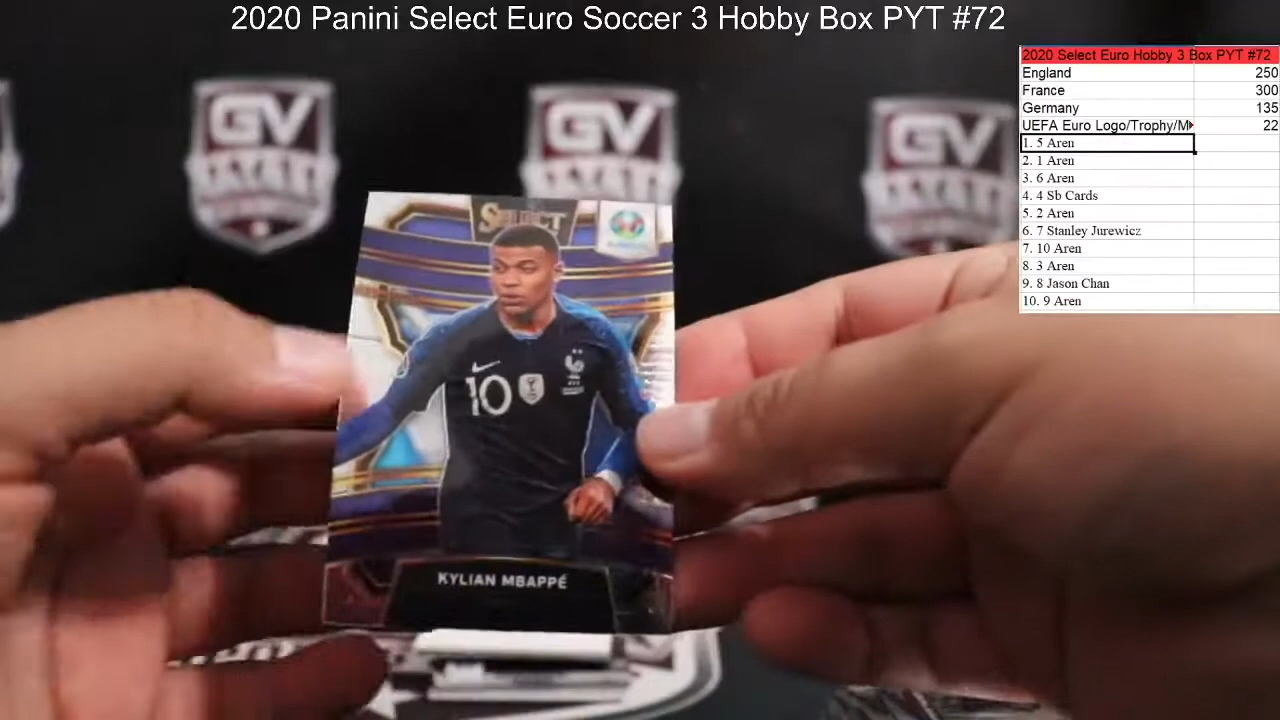 2020 Panini Select Euro Soccer 3 Hobby Box PYT #72
2020 Select Euro Hobby 3 Box PYT #72
England 250
France 300
Germany 135
UEFA Euro Logo/Trophy/M 22
1. 5 Aren
2. 1 Aren
3. 6 Aren
4. 4 Sb Cards
5. 2 Aren
6. 7 Stanley Jurewicz
7. 10 Aren
8. 3 Aren
9. 8 Jason Chan
10. 9 Aren
GV
GV
GV
SELECT
10
KYLIAN MBAPPÉ